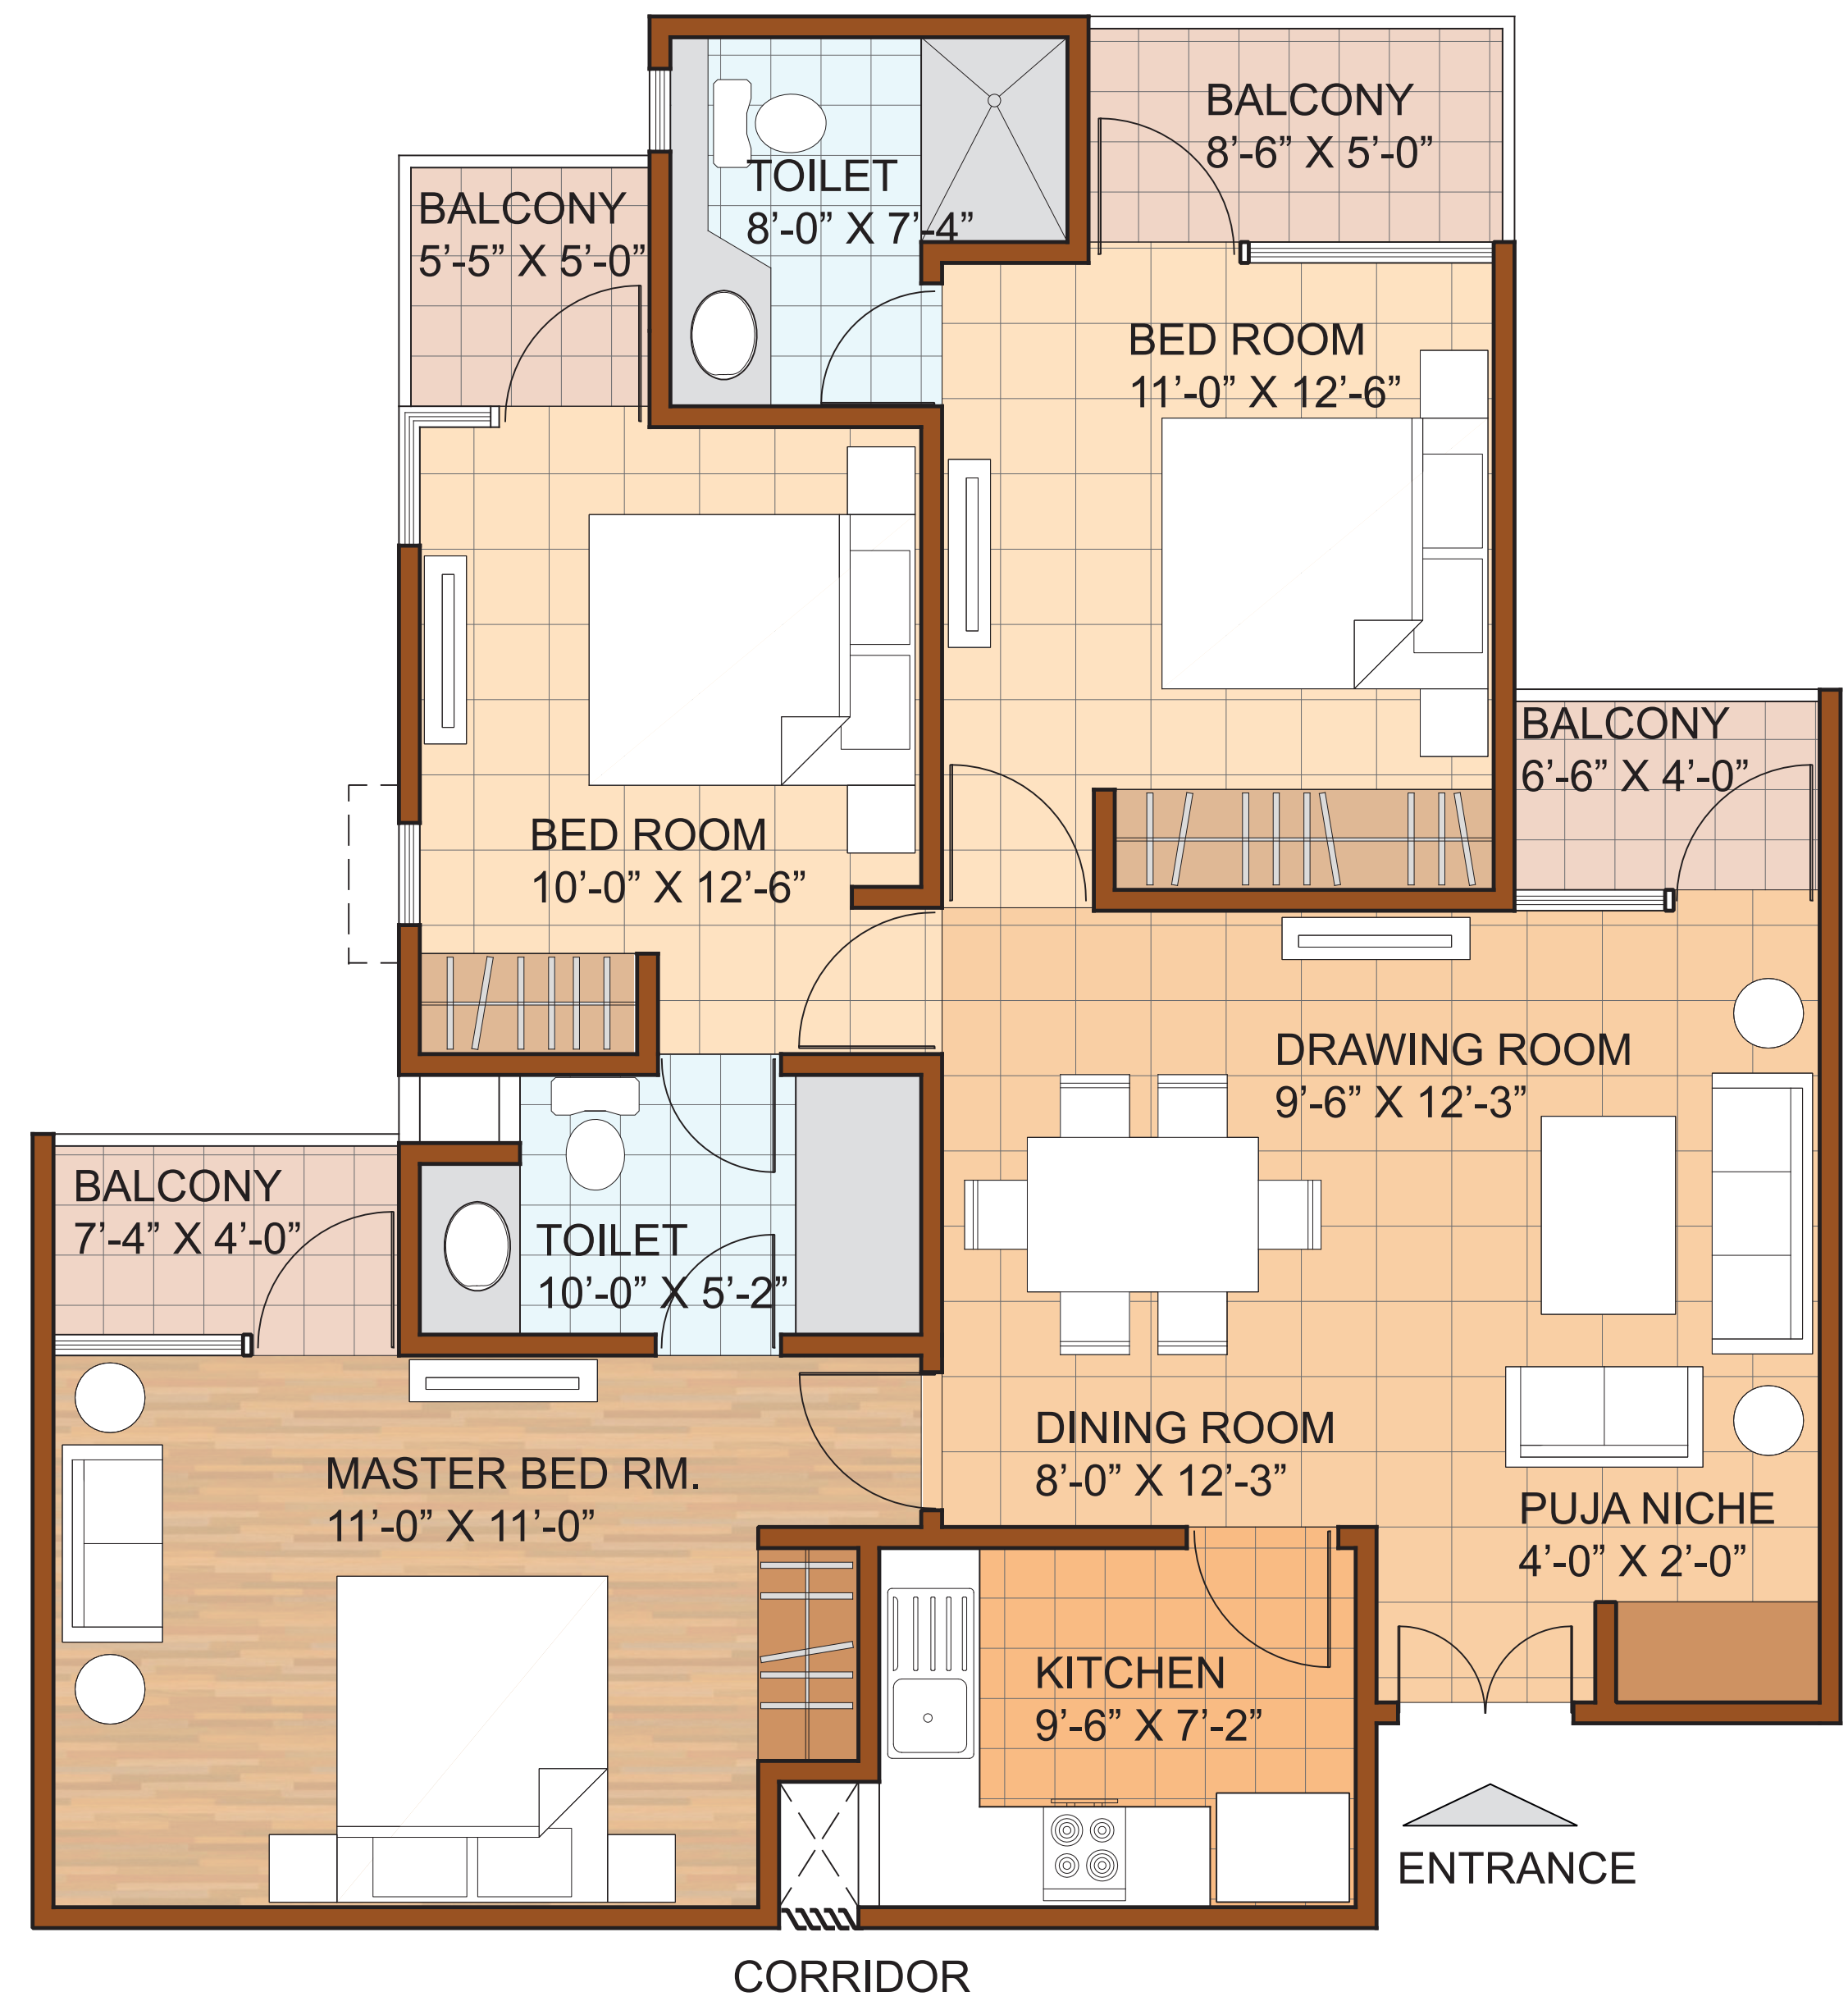 BALCONY
8’-6” X 5’-0”
TOILET
8’-0” X 7’-4”
BALCONY
5’-5” X 5’-0”
BED ROOM
11’-0” X 12’-6”
BALCONY
6’-6” X 4’-0”
BED ROOM
10’-0” X 12’-6”
DRAWING ROOM
9’-6” X 12’-3”
BALCONY
7’-4” X 4’-0”
TOILET
10’-0” X 5’-2”
DINING ROOM
8’-0” X 12’-3”
MASTER BED RM.
11’-0” X 11’-0”
PUJA NICHE
4’-0” X 2’-0”
KITCHEN
9’-6” X 7’-2”
ENTRANCE
CORRIDOR